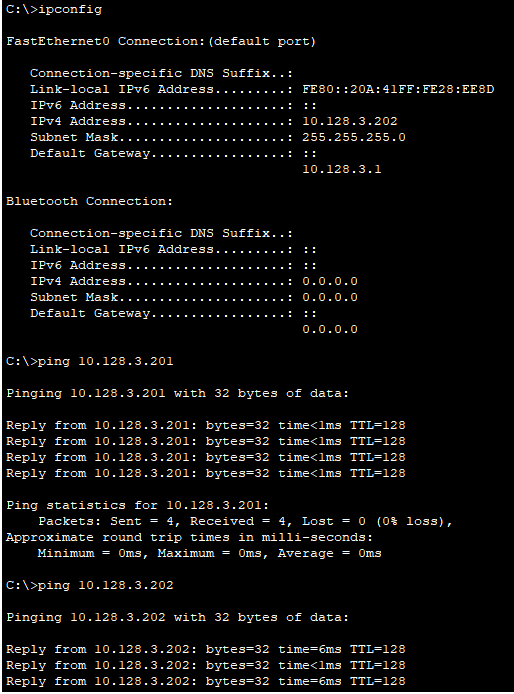 C:\>ipconfig
FastEthernet0 Connection:(default port)
Connection-specific DNS Suffix..:
Link-local IPv6 Address.........: FE80::20A:41FF:FE28:EE8D
IPv6 Address....................: ::
IPv4 Address....................: 10.128.3.202
Subnet Mask.....................: 255.255.255.0
Default Gateway.................: ::
10.128.3.1
Bluetooth Connection:
Connection-specific DNS Suffix..:
Link-local IPv6 Address.........: ::
IPv6 Address....................: ::
IPv4 Address....................: 0.0.0.0
Subnet Mask.....................: 0.0.0.0
Default Gateway.................: ::
0.0.0.0
C:\>ping 10.128.3.201
Pinging 10.128.3.201 with 32 bytes of data:
Reply from 10.128.3.201: bytes=32 time<1ms TTL=128
Reply from 10.128.3.201: bytes=32 time<1ms TTL=128
Reply from 10.128.3.201: bytes=32 time<1ms TTL=128
Reply from 10.128.3.201: bytes=32 time<1ms TTL=128
Ping statistics for 10.128.3.201:
Packets: Sent = 4, Received = 4, Lost = 0 (0% loss),
Approximate round trip times in milli-seconds:
Minimum = 0ms, Maximum = 0ms, Average = 0ms
C:\>ping 10.128.3.202
Pinging 10.128.3.202 with 32 bytes of data:
Reply from 10.128.3.202: bytes=32 time=6ms TTL=128
Reply from 10.128.3.202: bytes=32 time<1ms TTL=128
Reply from 10.128.3.202: bytes=32 time=6ms TTL=128